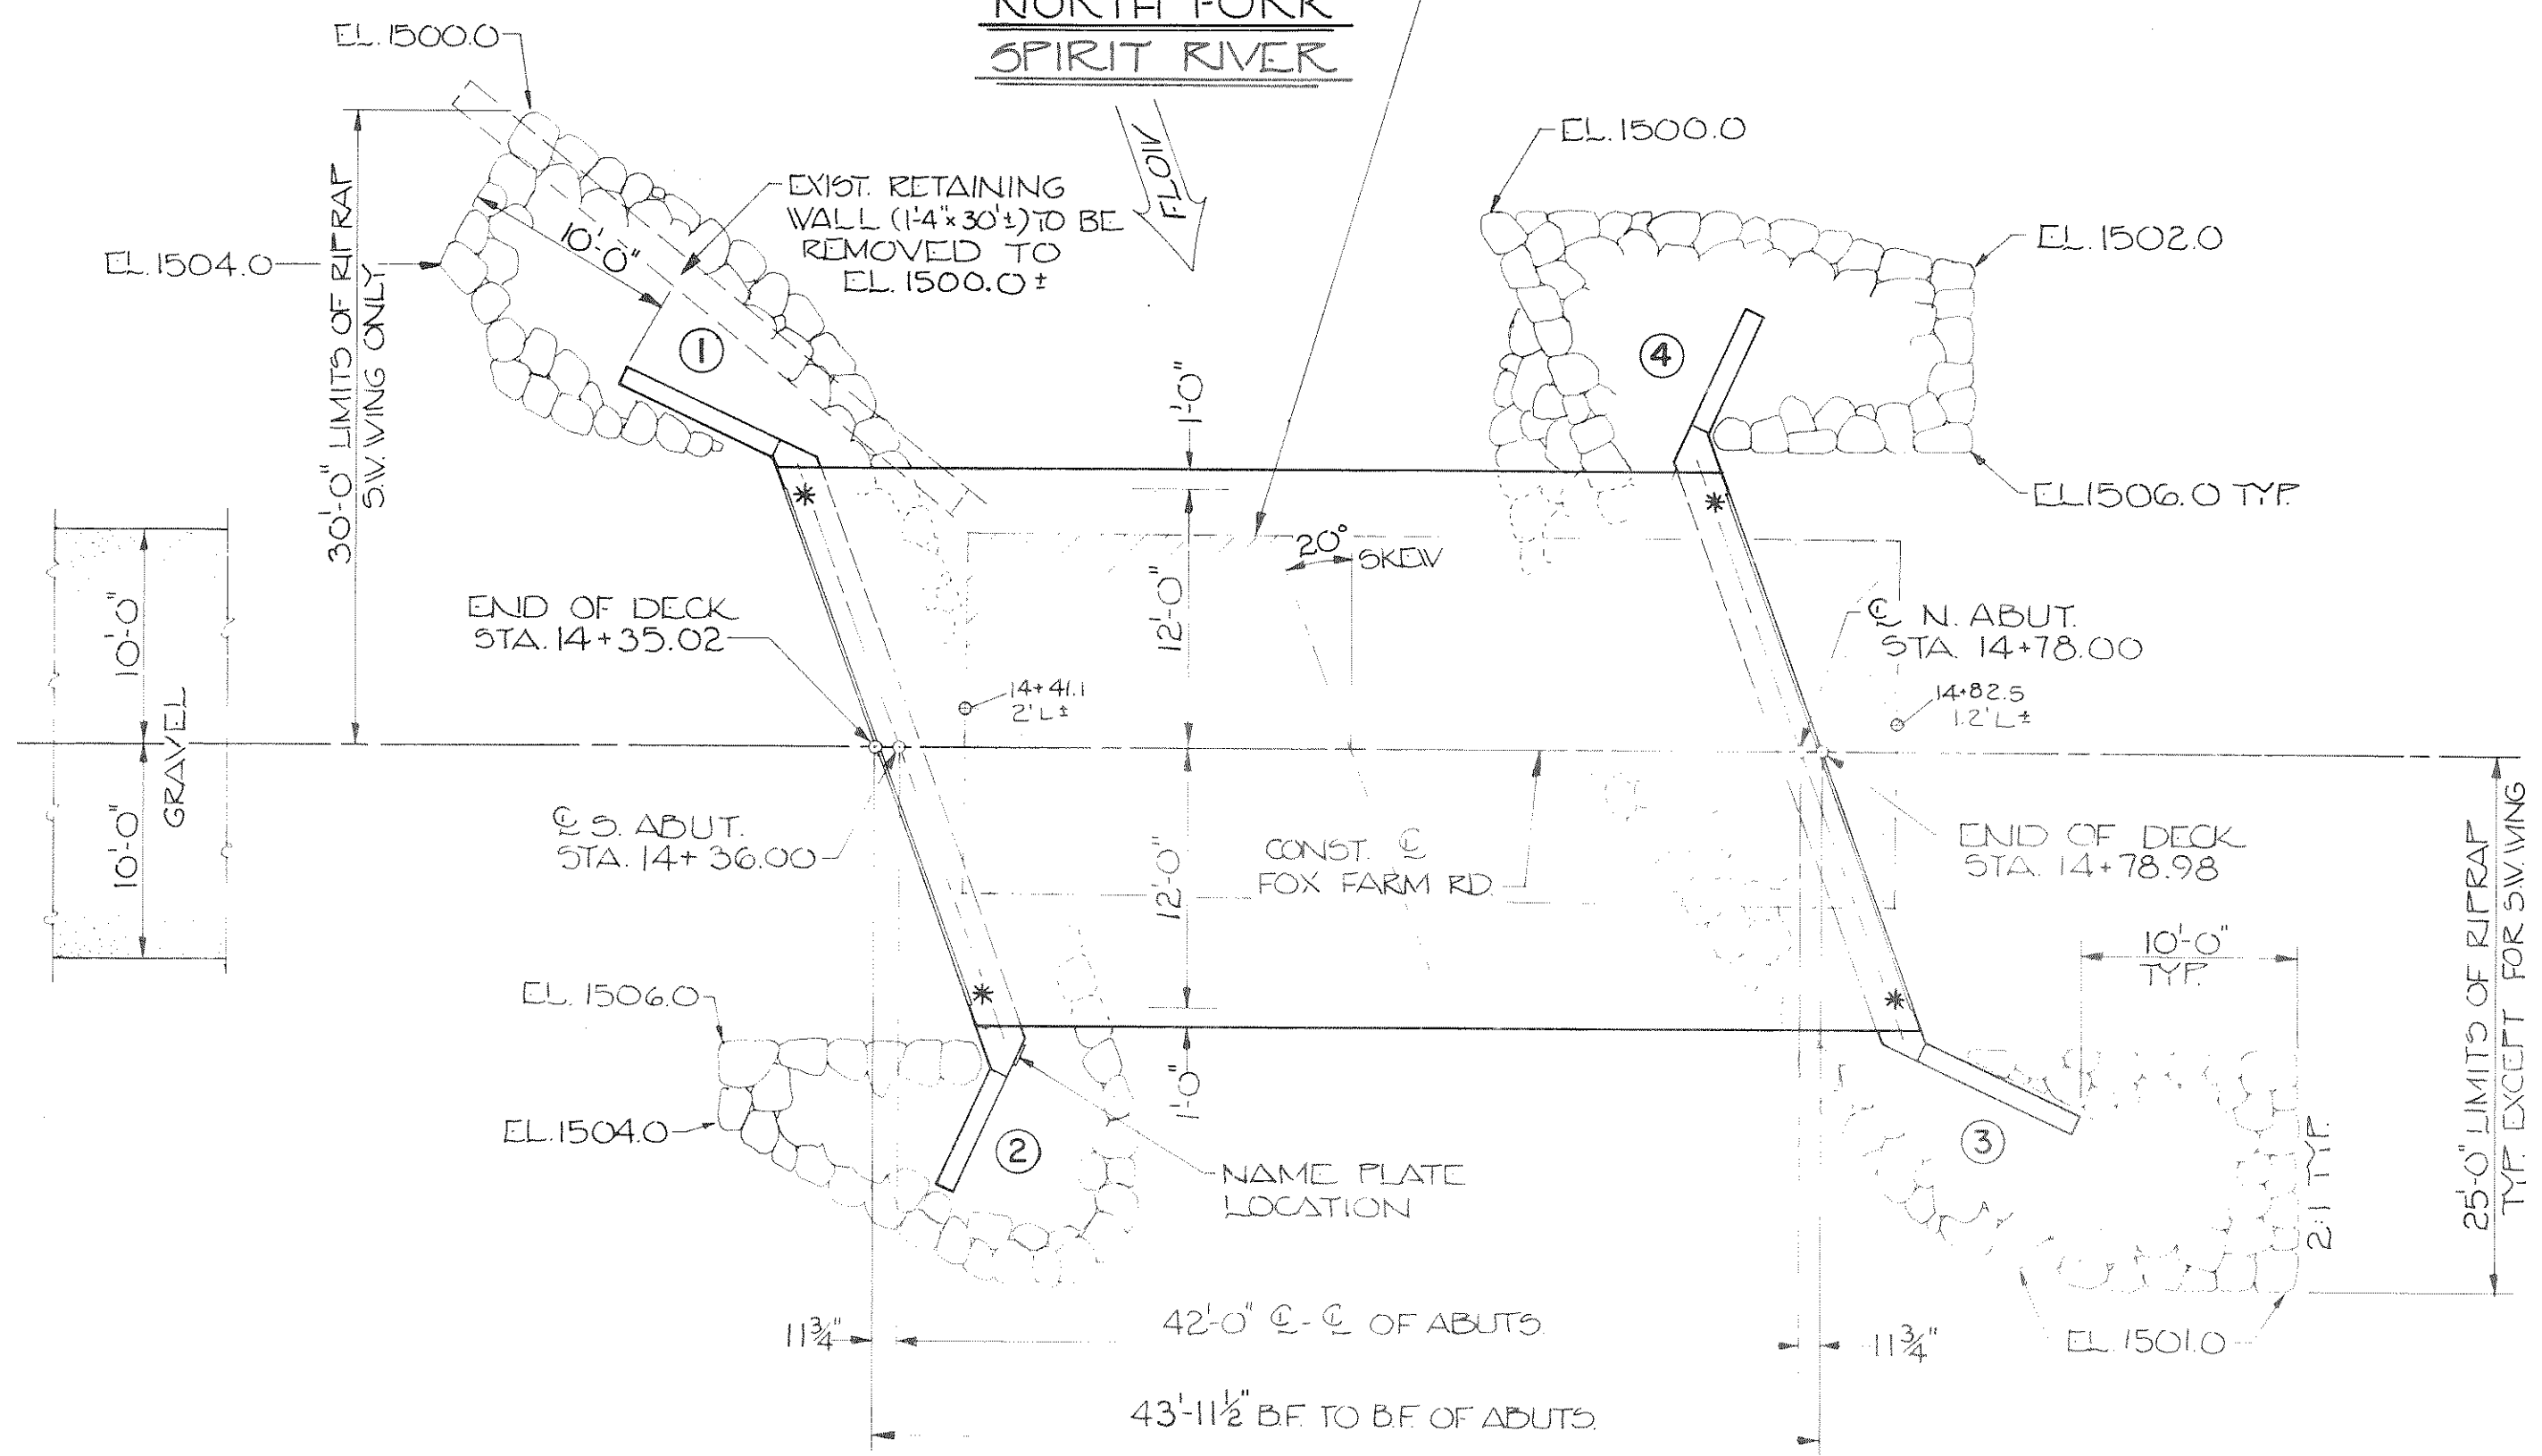 NORTH FORK
SPIRIT RIVER
FLOW
EL. 1500.0
EL. 1504.0
30'-0" LIMITS OF RIPRAP
S.W. WING ONLY
10'-0"
EXIST. RETAINING
WALL (1'-4"x30'±) TO BE
REMOVED TO
EL. 1500.0±
1
EL. 1500.0
EL. 1502.0
4
EL. 1506.0 TYP.
1'-0"
12'-0"
20° SKEW
10'-0"
10'-0"
GRAVEL
END OF DECK
STA. 14+35.02
14+41.1
2'L±
℄ N. ABUT.
STA. 14+78.00
14+82.5
1.2'L±
℄ S. ABUT.
STA. 14+36.00
12'-0"
CONST. ℄
FOX FARM RD.
END OF DECK
STA. 14+78.98
10'-0"
TYP.
25'-0" LIMITS OF RIPRAP
TYP. EXCEPT FOR S.W. WING
EL. 1506.0
EL. 1504.0
1'-0"
2
NAME PLATE
LOCATION
3
2:1 TYP.
EL. 1501.0
11¾"
42'-0" ℄-℄ OF ABUTS.
11¾"
43'-11½" B.F. TO B.F. OF ABUTS.